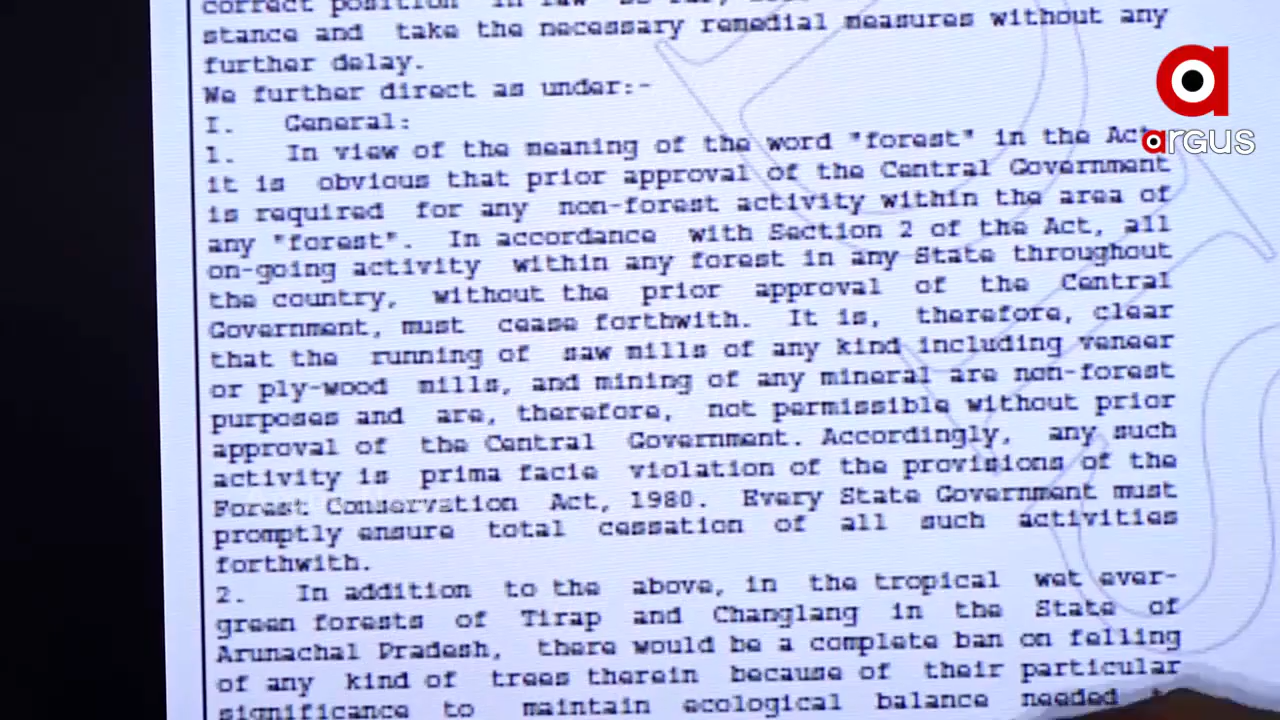 correct position in law
stance and take the necessary remedial measures without any
further delay.
We further direct as under:-
I. General:
1. In view of the meaning of the word "forest" in the Act,
it is obvious that prior approval of the Central Government
is required for any non-forest activity within the area of
any "forest". In accordance with Section 2 of the Act, all
on-going activity within any forest in any State throughout
the country, without the prior approval of the Central
Government, must cease forthwith. It is, therefore, clear
that the running of saw mills of any kind including veneer
or ply-wood mills, and mining of any mineral are non-forest
purposes and are, therefore, not permissible without prior
approval of the Central Government. Accordingly, any such
activity is prima facie violation of the provisions of the
Forest Conservation Act, 1980. Every State Government must
promptly ensure total cessation of all such activities
forthwith.
2. In addition to the above, in the tropical wet ever-
green forests of Tirap and Changlang in the State of
Arunachal Pradesh, there would be a complete ban on felling
of any kind of trees therein because of their particular
significance to maintain ecological balance needed
a
argus